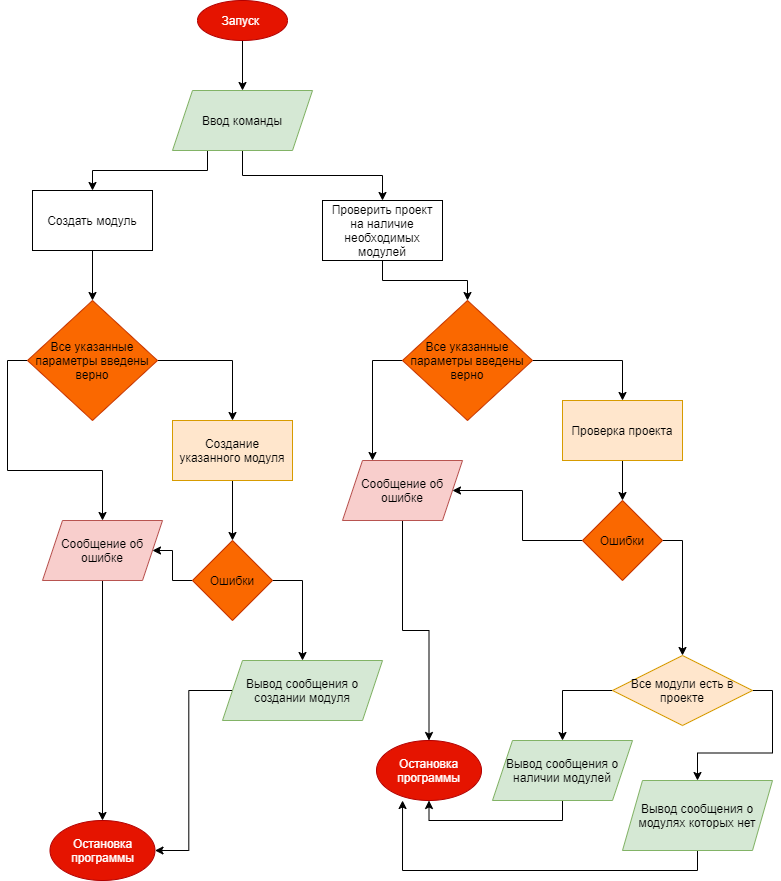 Запуск
Ввод команды
Создать модуль
Проверить проект
на наличие
необходимых
модулей
Все указанные
параметры введены
верно
Все указанные
параметры введены
верно
Создание
указанного модуля
Проверка проекта
Сообщение об
ошибке
Сообщение об
ошибке
Ошибки
Ошибки
Вывод сообщения о
создании модуля
Все модули есть в
проекте
Остановка
программы
Вывод сообщения о
наличии модулей
Вывод сообщения о
модулях которых нет
Остановка
программы